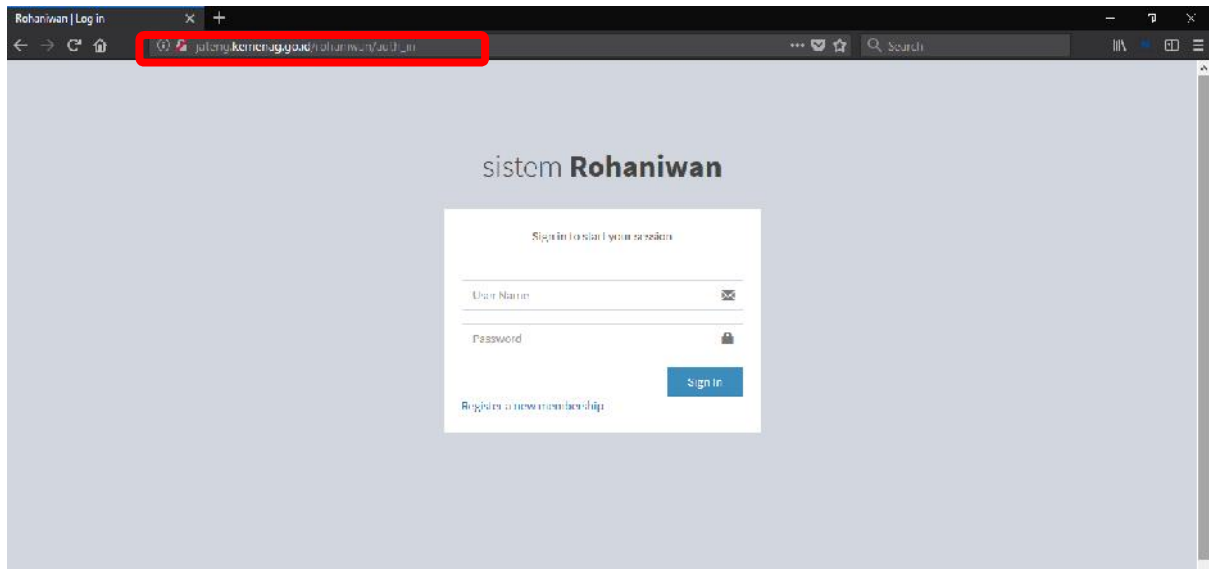 Rohaniwan | Log in
jateng.kemenag.go.id/rohaniwan/auth_in
Search
sistem Rohaniwan
Sign in to start your session
User Name
Password
Sign In
Register a new membership